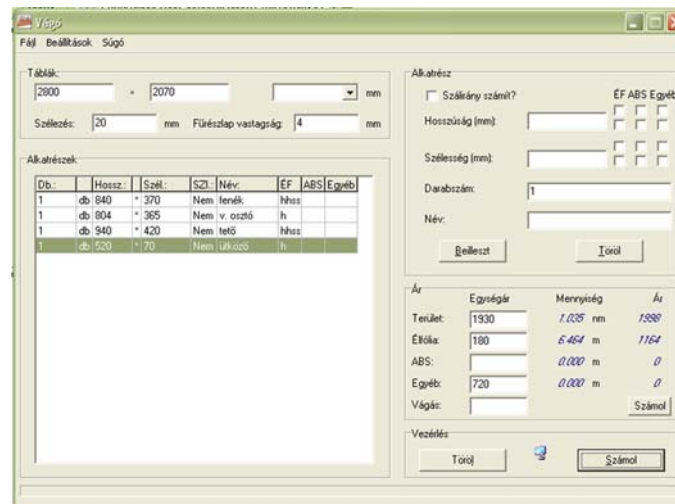 Vágó
Fájl Beállítások Súgó
Táblák:
2800 * 2070 mm
Szélezés: 20 mm Fűrészlap vastagság: 4 mm
Alkatrészek
Db.: Hossz.: Szél.: SZI.: Név: ÉF ABS Egyéb
1 db 840 * 370 Nem fenék hhss
1 db 804 * 365 Nem v. osztó h
1 db 940 * 420 Nem tető hhss
1 db 520 * 70 Nem ütköző h
Alkatrész
Szálirány számít? ÉF ABS Egyéb
Hosszúság (mm):
Szélesség (mm):
Darabszám: 1
Név:
Beilleszt Töröl
Ár
Egységár Mennyiség Ár
Terület: 1930 1.035 nm 1998
Élfólia: 180 6.464 m 1164
ABS: 0.000 m 0
Egyéb: 720 0.000 m 0
Vágás: Számol
Vezérlés
Töröl Számol